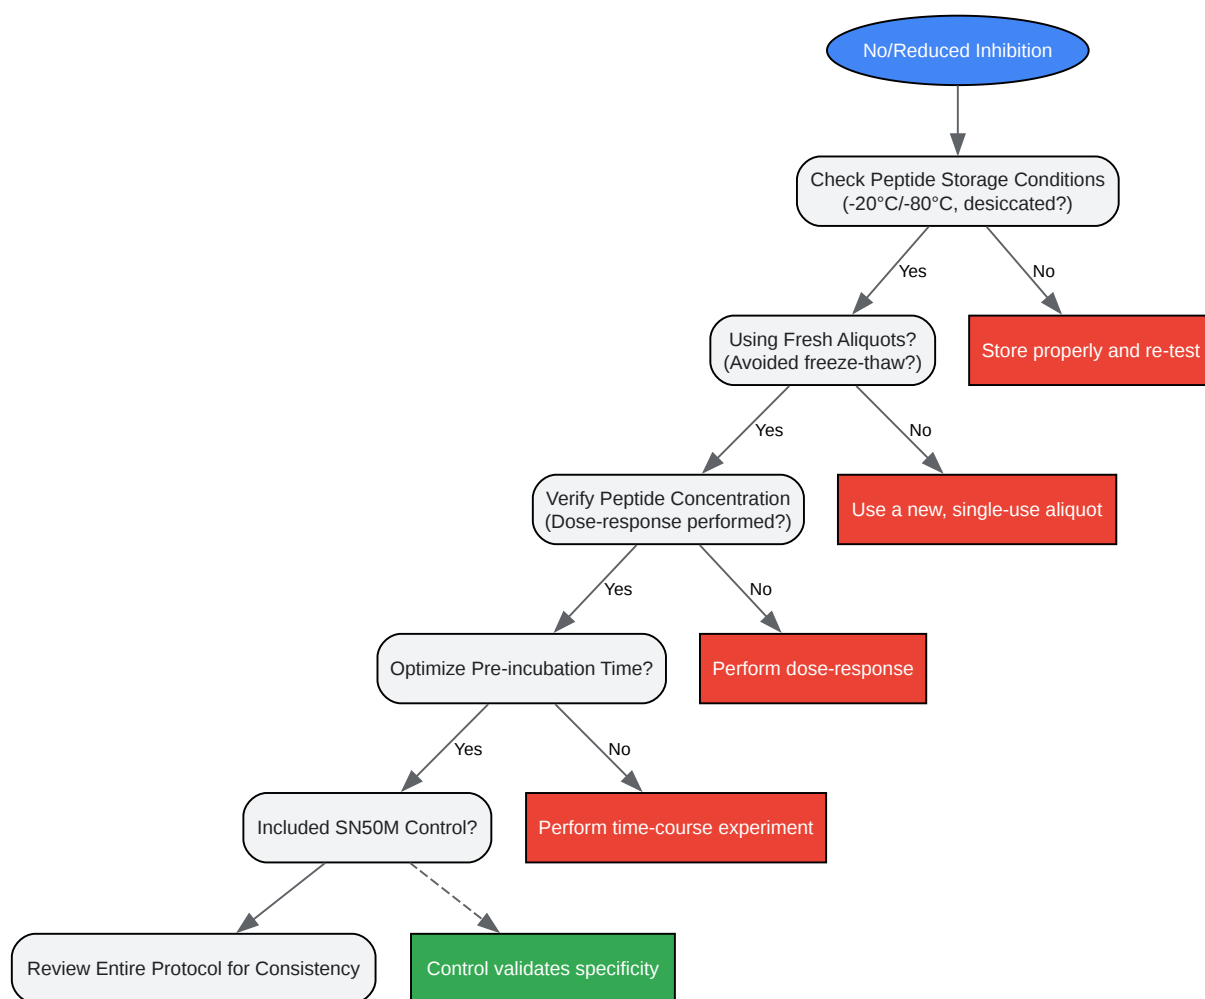 No/Reduced Inhibition
Check Peptide Storage Conditions
(-20°C/-80°C, desiccated?)
Yes
No
Using Fresh Aliquots?
(Avoided freeze-thaw?)
Store properly and re-test
Yes
No
Verify Peptide Concentration
(Dose-response performed?)
Use a new, single-use aliquot
Yes
No
Optimize Pre-incubation Time?
Perform dose-response
Yes
No
Included SN50M Control?
Perform time-course experiment
Review Entire Protocol for Consistency
Control validates specificity